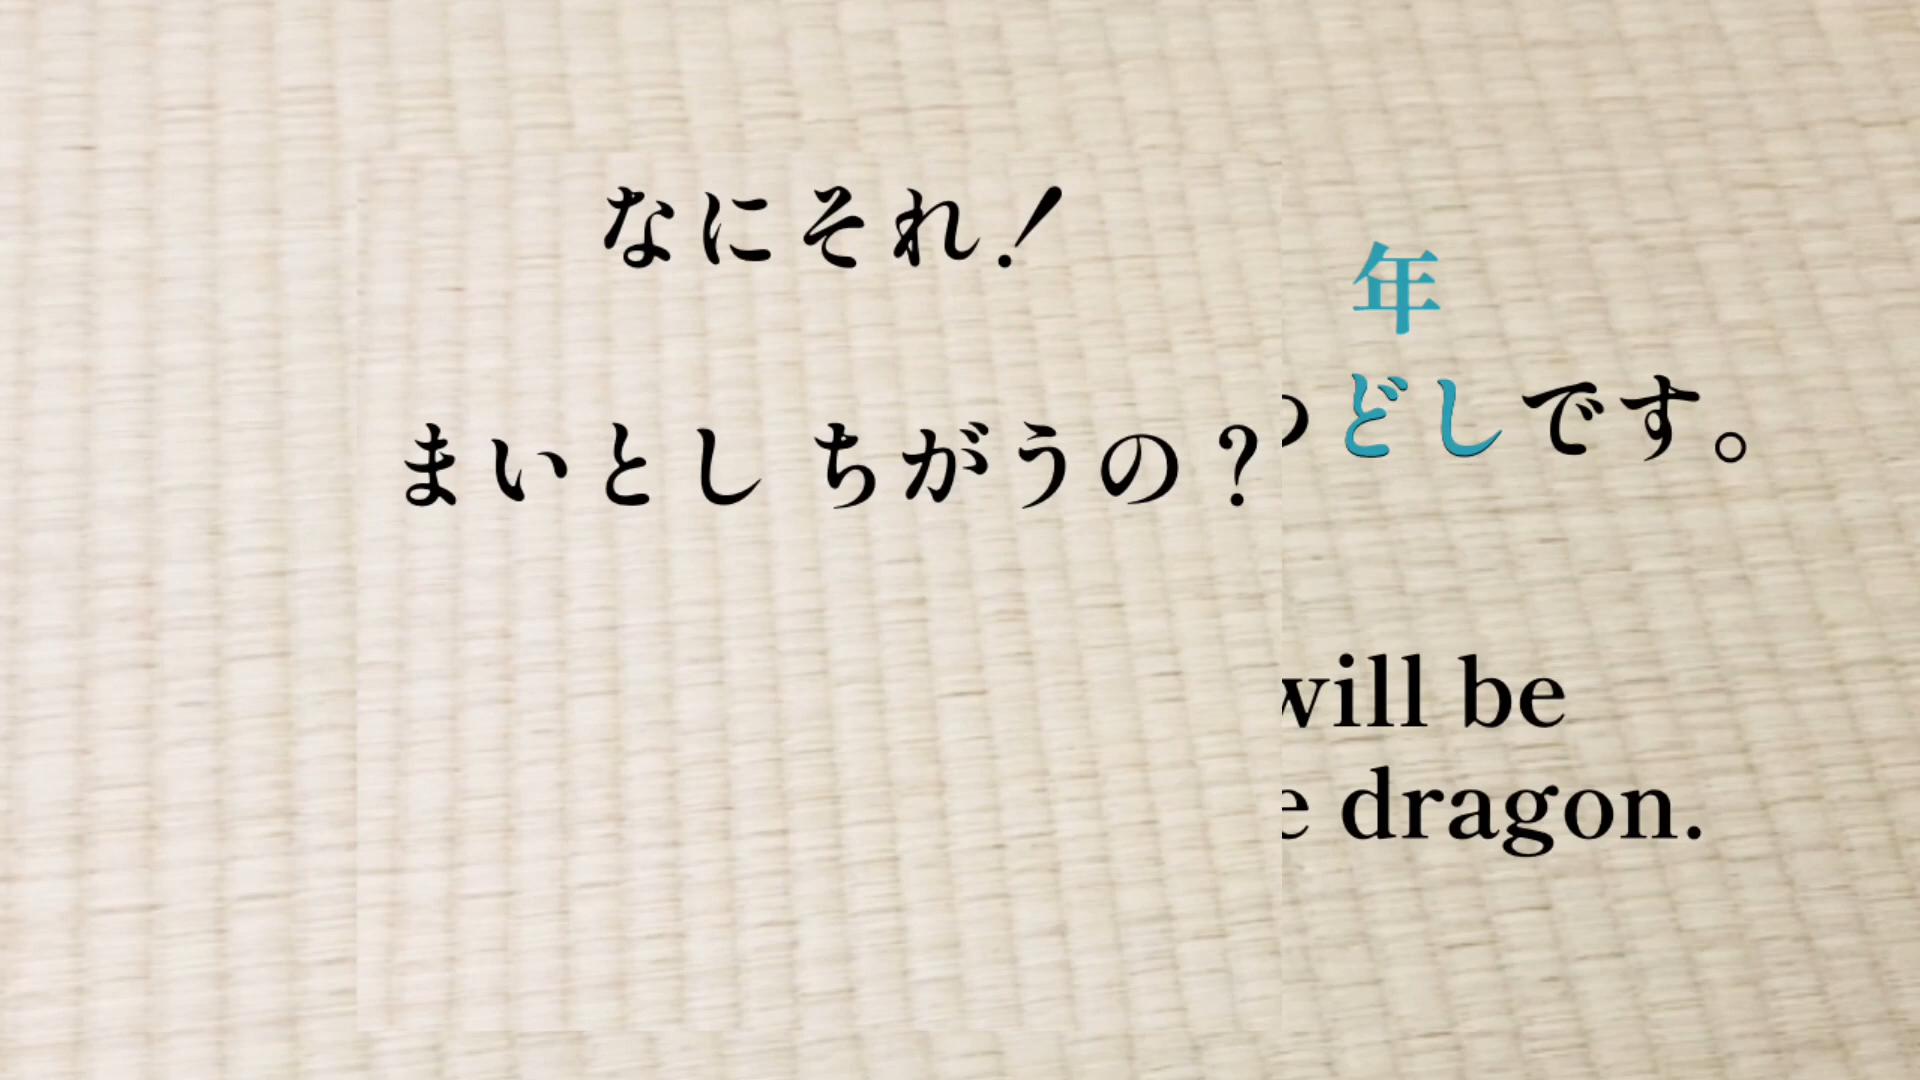 なにそれ!
まいとし ちがうの?
年
どしです。
will be
dragon.